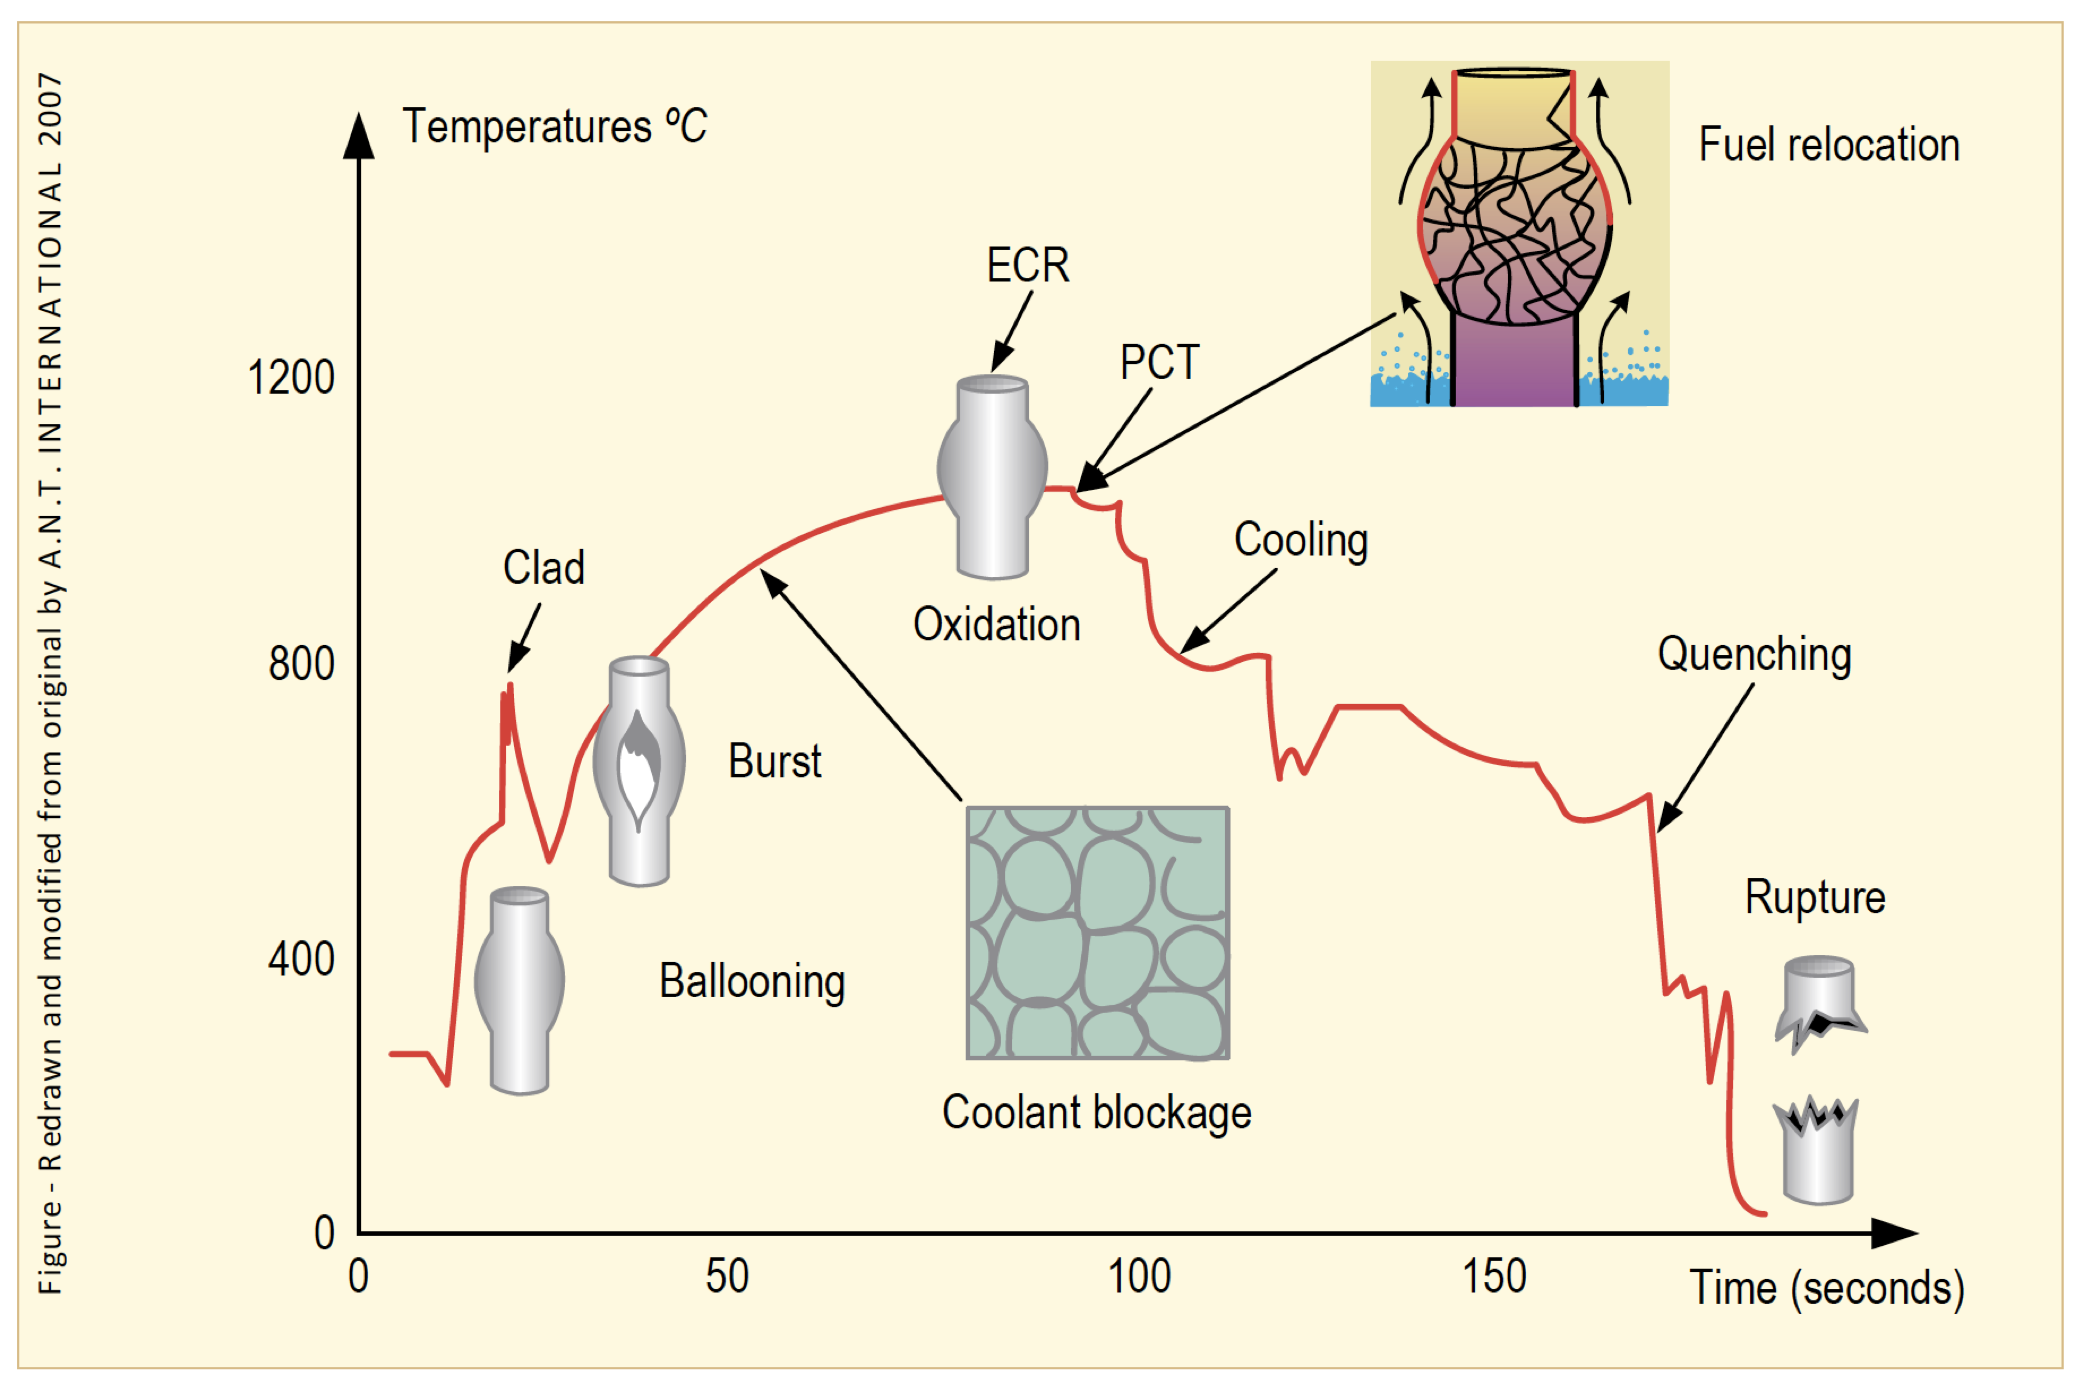 Figure - Redrawn and modified from original by A.N.T. INTERNATIONAL 2007
Temperatures ºC
Fuel relocation
ECR
PCT
1200
Cooling
Clad
Oxidation
800
Quenching
Burst
Rupture
400
Ballooning
Coolant blockage
0
0 50 100 150 Time (seconds)